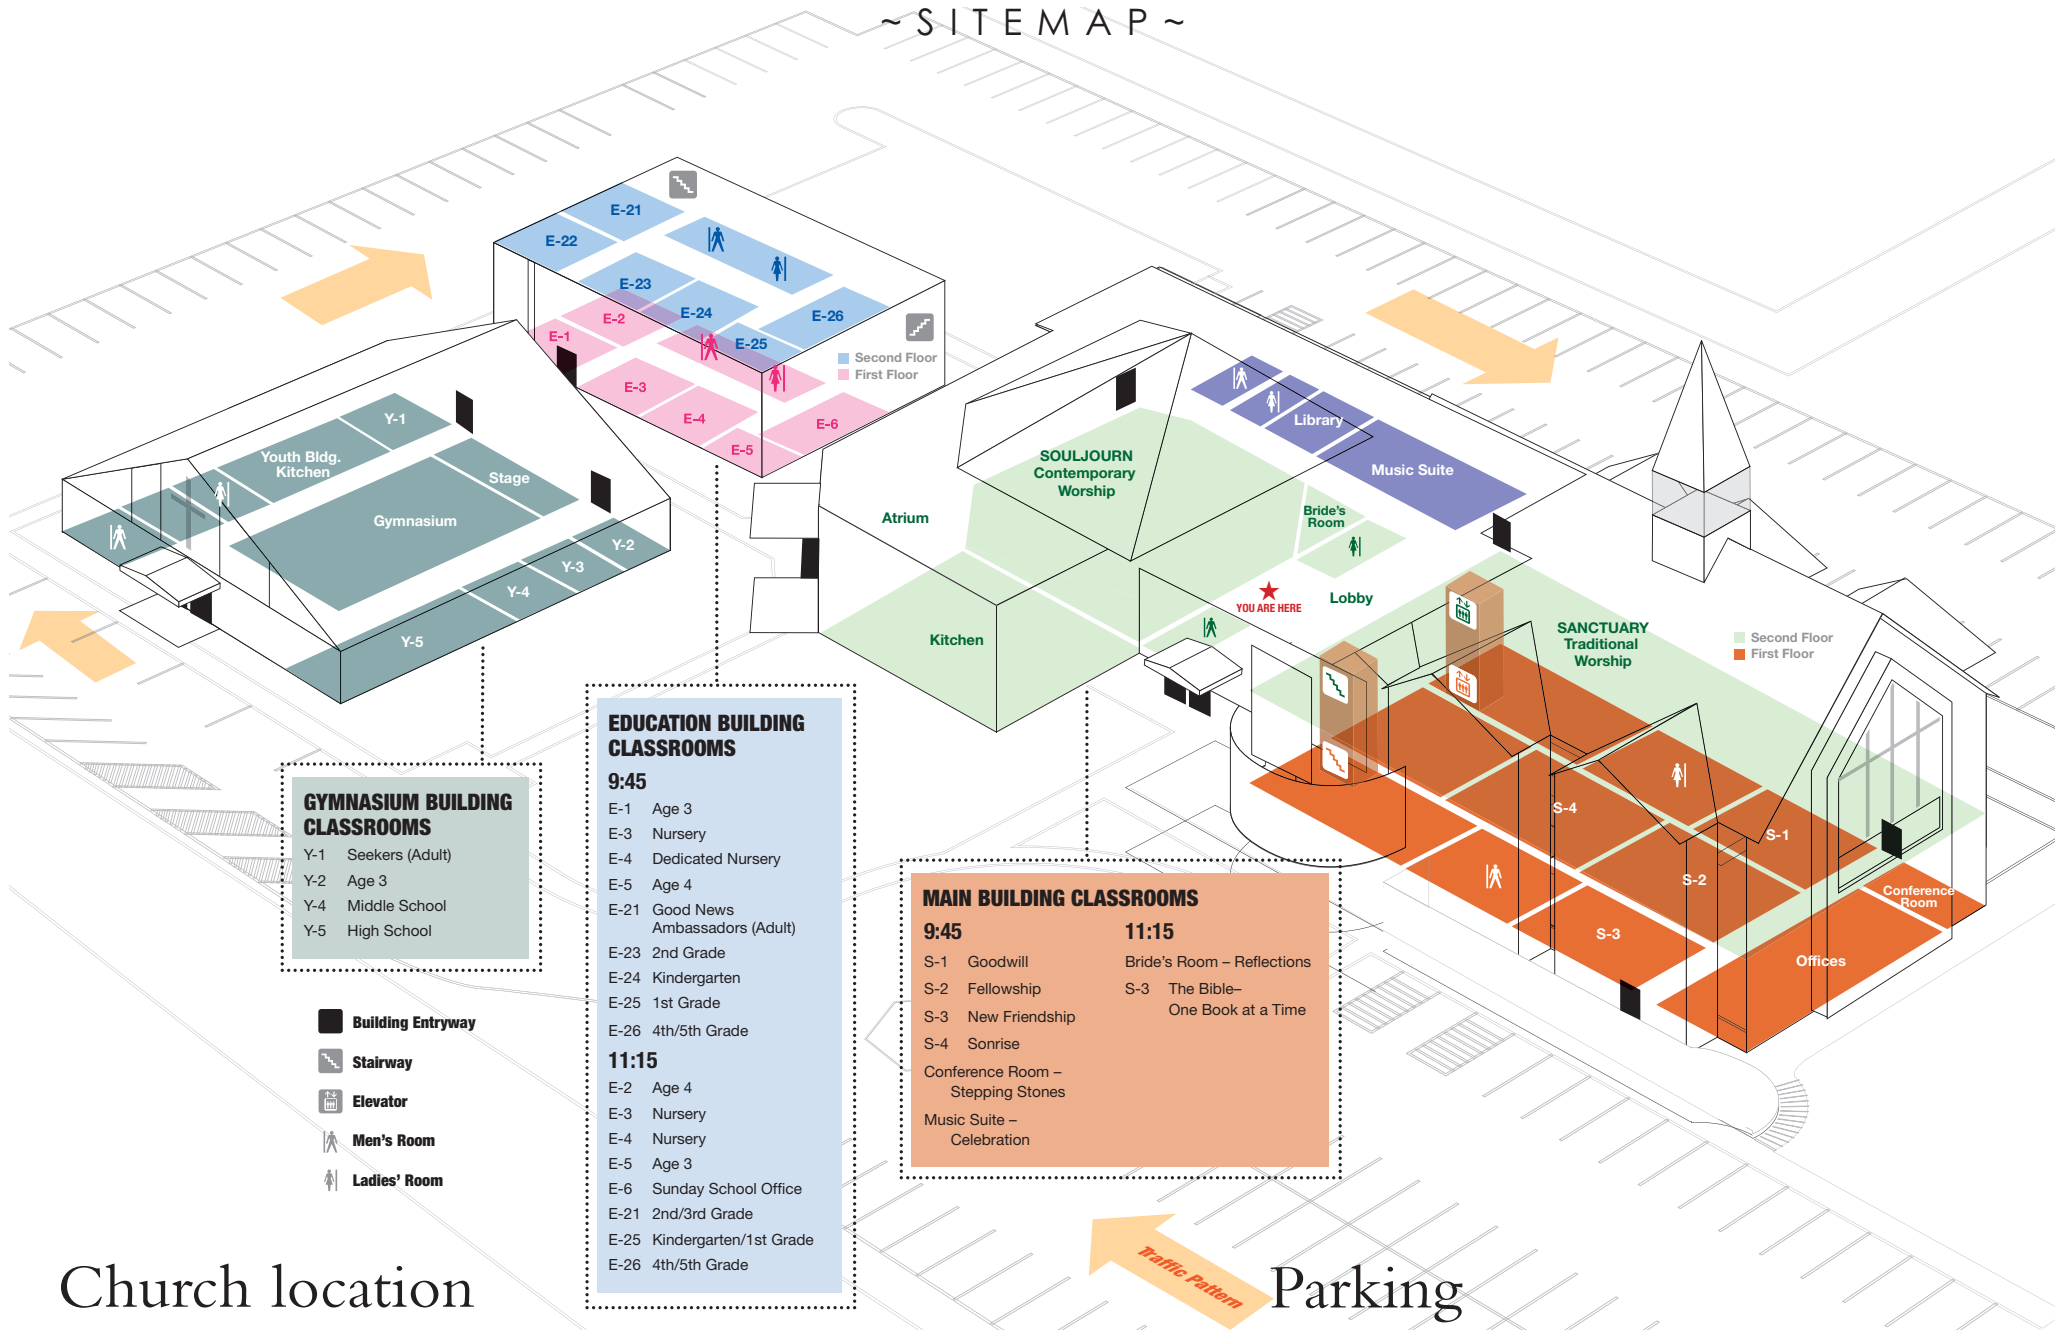 ~SITEMAP~
E-21
E-22
E-23
E-24
E-25
E-26
E-1
E-2
E-3
E-4
E-5
E-6
Second Floor
First Floor
Y-1
Youth Bldg.
Kitchen
Stage
Gymnasium
Y-2
Y-3
Y-4
Y-5
SOULJOURN
Contemporary
Worship
Atrium
Kitchen
Library
Music Suite
Bride's
Room
YOU ARE HERE
Lobby
SANCTUARY
Traditional
Worship
Second Floor
First Floor
S-4
S-1
S-2
S-3
Conference
Room
Offices
GYMNASIUM BUILDING
CLASSROOMS
Y-1 Seekers (Adult)
Y-2 Age 3
Y-4 Middle School
Y-5 High School
Building Entryway
Stairway
Elevator
Men's Room
Ladies' Room
EDUCATION BUILDING
CLASSROOMS
9:45
E-1 Age 3
E-3 Nursery
E-4 Dedicated Nursery
E-5 Age 4
E-21 Good News
Ambassadors (Adult)
E-23 2nd Grade
E-24 Kindergarten
E-25 1st Grade
E-26 4th/5th Grade
11:15
E-2 Age 4
E-3 Nursery
E-4 Nursery
E-5 Age 3
E-6 Sunday School Office
E-21 2nd/3rd Grade
E-25 Kindergarten/1st Grade
E-26 4th/5th Grade
MAIN BUILDING CLASSROOMS
9:45
S-1 Goodwill
S-2 Fellowship
S-3 New Friendship
S-4 Sonrise
Conference Room –
Stepping Stones
Music Suite –
Celebration
11:15
Bride's Room – Reflections
S-3 The Bible–
One Book at a Time
Traffic Pattern
Church location
Parking